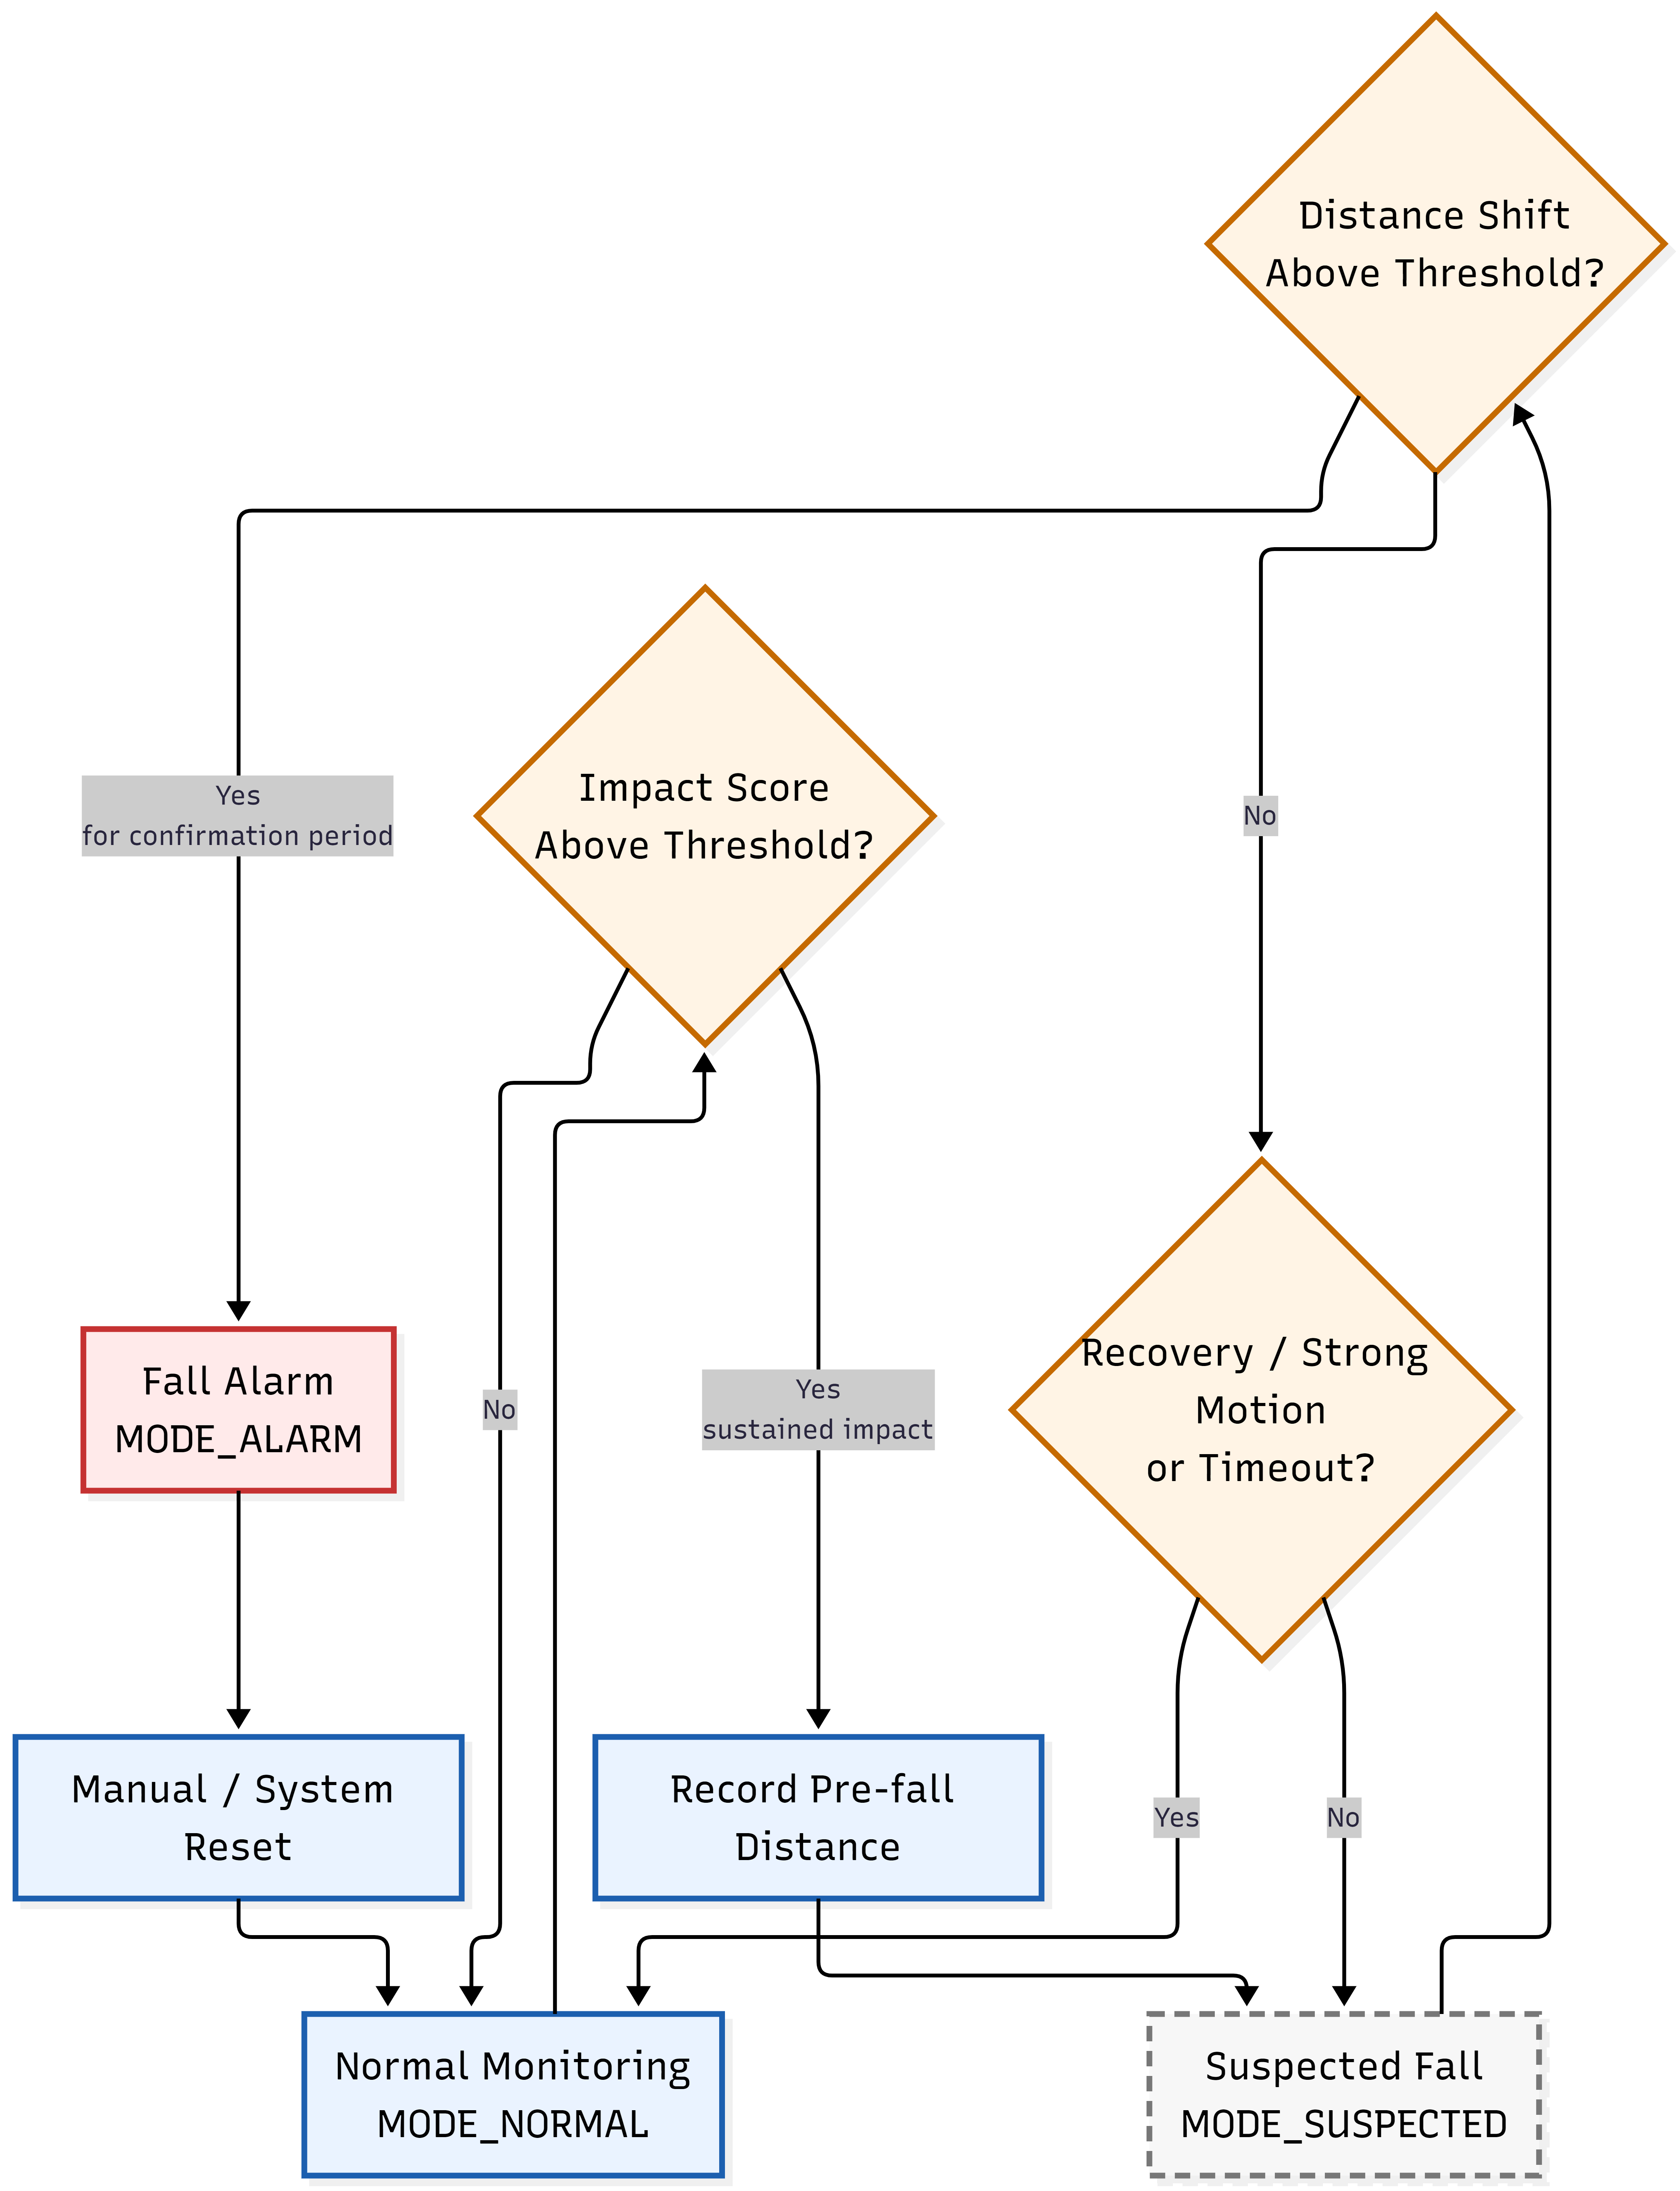 Distance Shift
Above Threshold?
Yes
for confirmation period
Impact Score
Above Threshold?
No
Recovery / Strong
Motion
or Timeout?
Fall Alarm
MODE_ALARM
No
Yes
sustained impact
Manual / System
Reset
Record Pre-fall
Distance
Yes
No
Normal Monitoring
MODE_NORMAL
Suspected Fall
MODE_SUSPECTED